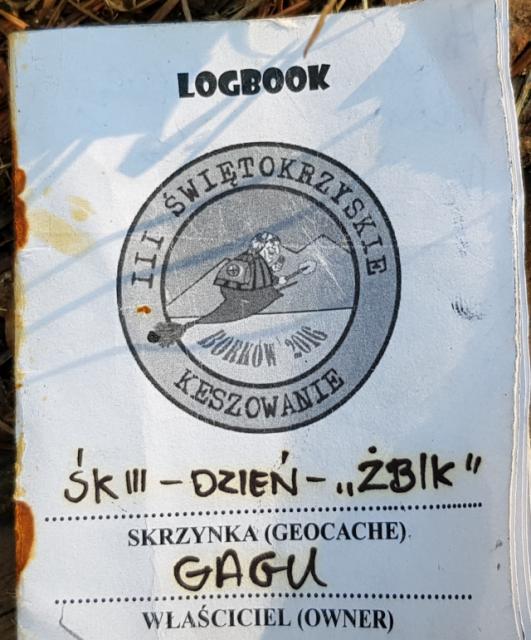 LOGBOOK
III ŚWIĘTOKRZYSKIE
BORKÓW 2016
KESZOWANIE
ŚK III - DZIEŃ - „ŻBIK"
SKRZYNKA (GEOCACHE)
GAGU
WŁAŚCICIEL (OWNER)